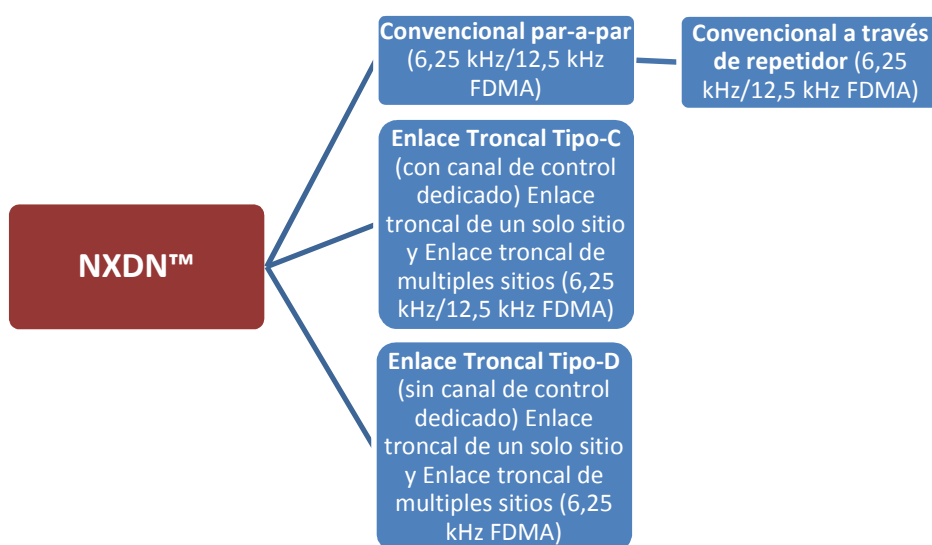 NXDN™
Convencional par-a-par
(6,25 kHz/12,5 kHz
FDMA)
Convencional a través
de repetidor (6,25
kHz/12,5 kHz FDMA)
Enlace Troncal Tipo-C
(con canal de control
dedicado) Enlace
troncal de un solo sitio
y Enlace troncal de
multiples sitios (6,25
kHz/12,5 kHz FDMA)
Enlace Troncal Tipo-D
(sin canal de control
dedicado) Enlace
troncal de un solo sitio
y Enlace troncal de
multiples sitios (6,25
kHz FDMA)